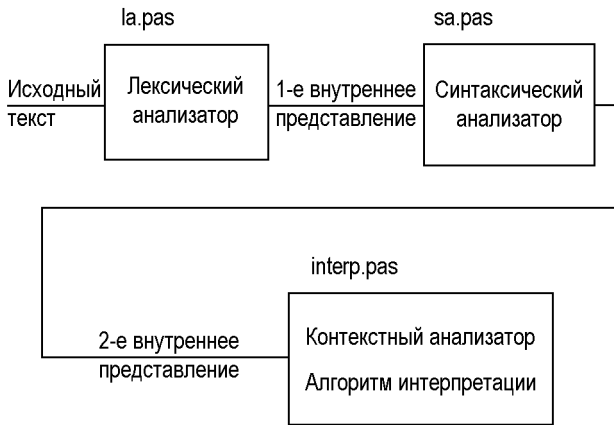 la.pas
sa.pas
Исходный
текст
Лексический
анализатор
1-е внутреннее
представление
Синтаксический
анализатор
interp.pas
2-е внутреннее
представление
Контекстный анализатор
Алгоритм интерпретации